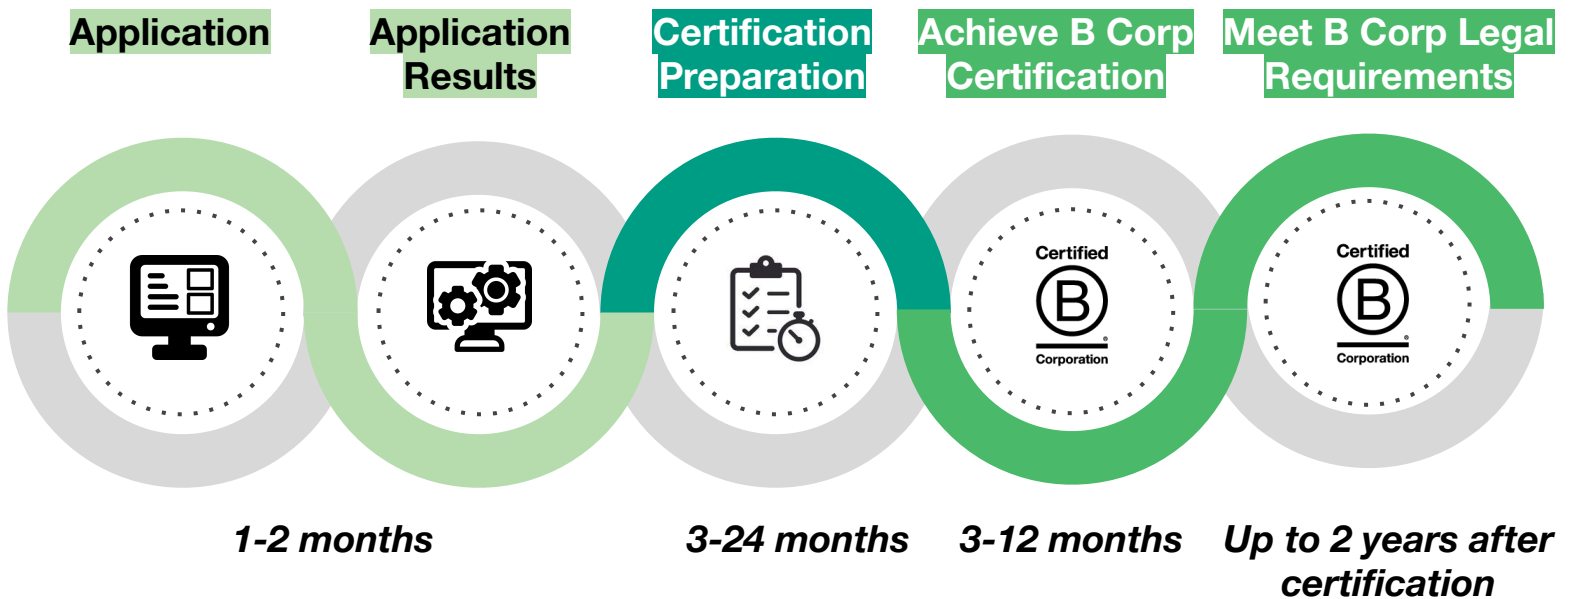 Application
Application
Results
Certification
Preparation
Achieve B Corp
Certification
Meet B Corp Legal
Requirements
Certified
B
®
Corporation
Certified
B
®
Corporation
1-2 months
3-24 months
3-12 months
Up to 2 years after
certification